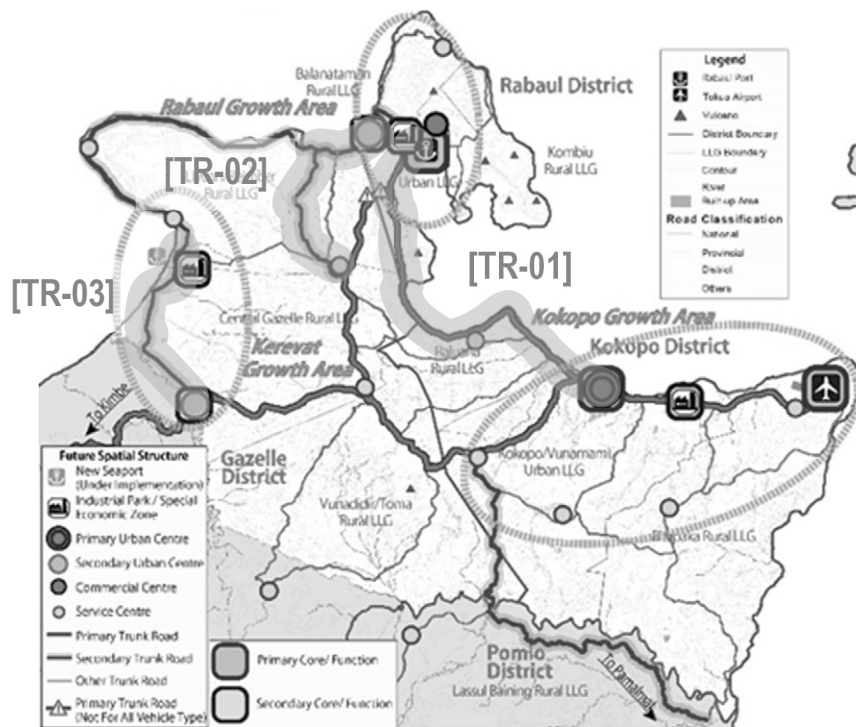 Balanataman
Rural LLG
Rabaul District
Rabaul Growth Area
Kombiu
Rural LLG
Urban LLG
[TR-02]
Rural LLG
[TR-01]
[TR-03]
Central Gazelle Rural LLG
Kerevat
Growth Area
Raluana
Rural LLG
Kokopo Growth Area
Kokopo District
To Kimbe
Gazelle
District
Kokopo/Vunamami
Urban LLG
Vunadidir/Toma
Rural LLG
Rural LLG
Pomio
District
Lassul Baining Rural LLG
Legend
Rabaul Port
Tokua Airport
Vulcano
District Boundary
LLG Boundary
Contour
River
Built-up Area
Road Classification
National
Provincial
District
Others
Future Spatial Structure
New Seaport
(Under Implementation)
Industrial Park / Special
Economic Zone
Primary Urban Centre
Secondary Urban Centre
Commercial Centre
Service Centre
Primary Trunk Road
Secondary Trunk Road
Other Trunk Road
Primary Trunk Road
(Not For All Vehicle Type)
Primary Core/ Function
Secondary Core/ Function